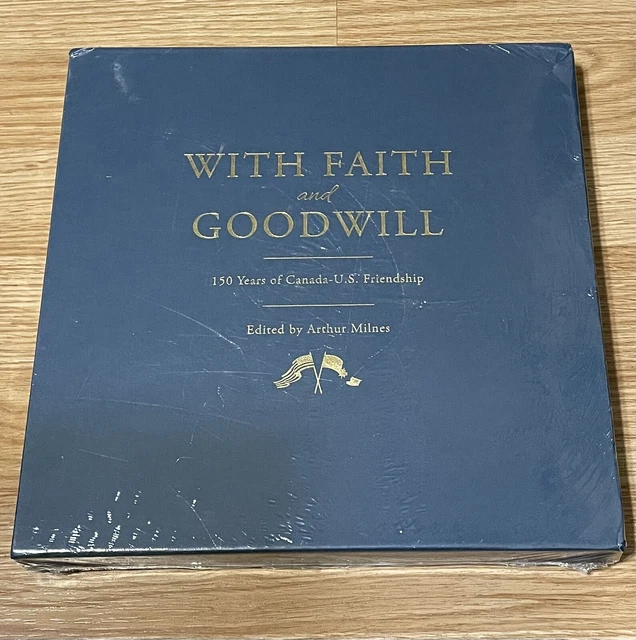 WITH FAITH
and
GOODWILL
150 Years of Canada-U.S. Friendship
Edited by Arthur Milnes